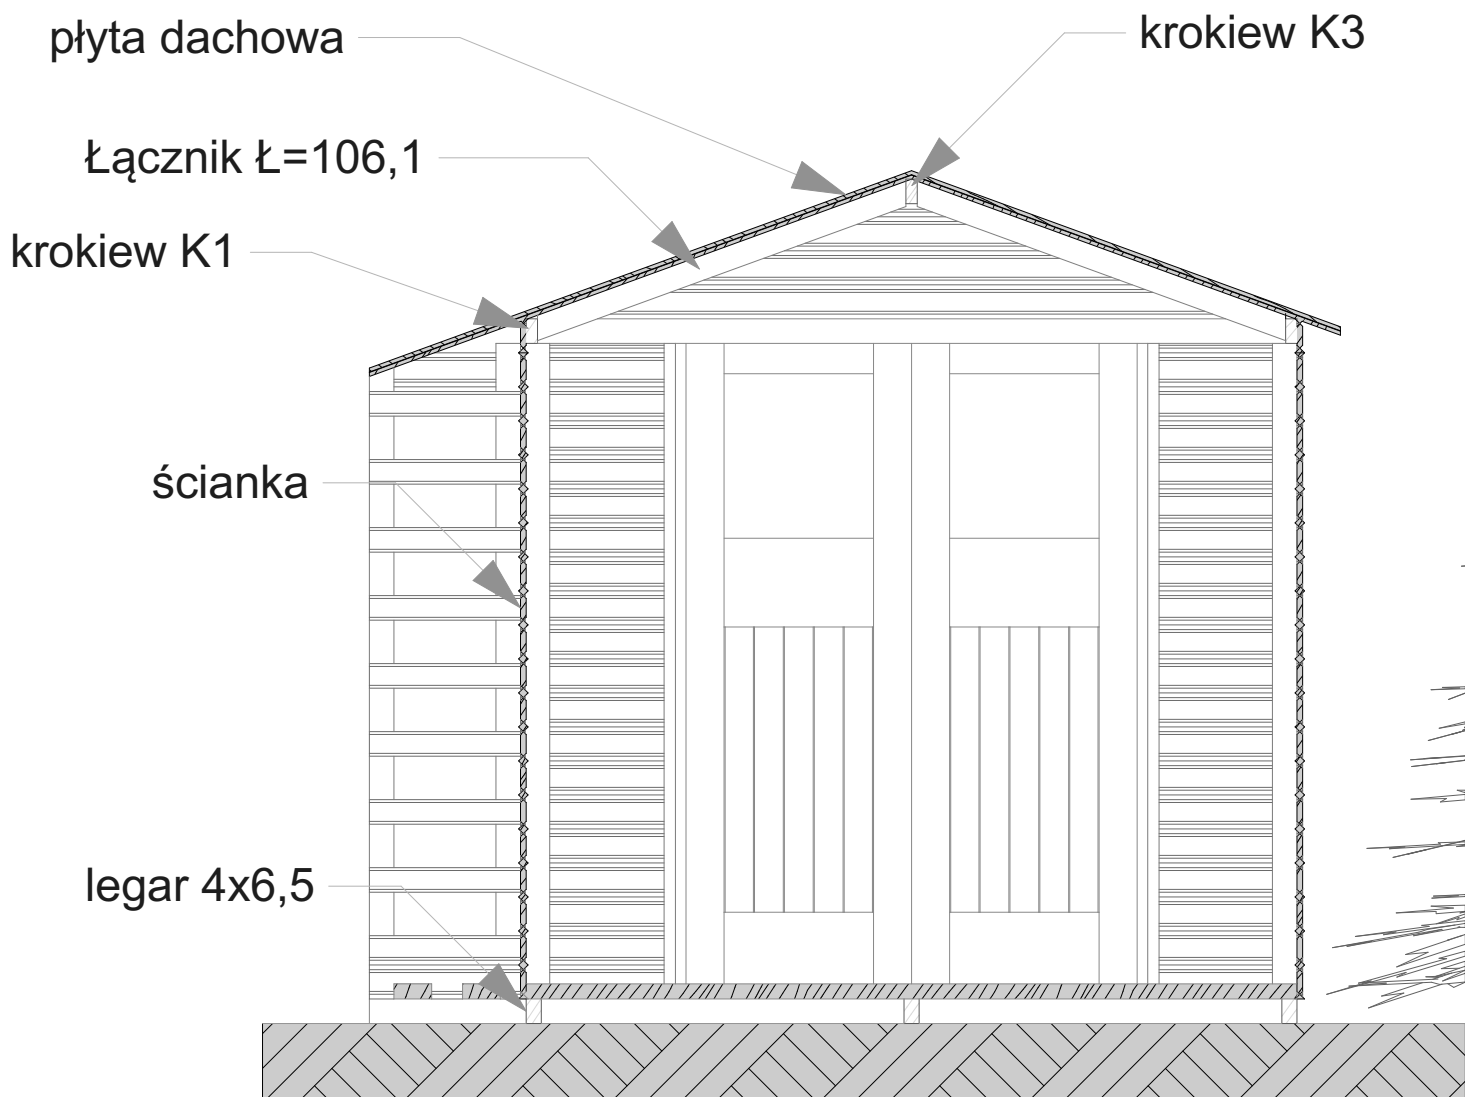 płyta dachowa
krokiew K3
Łącznik Ł=106,1
krokiew K1
ścianka
legar 4x6,5